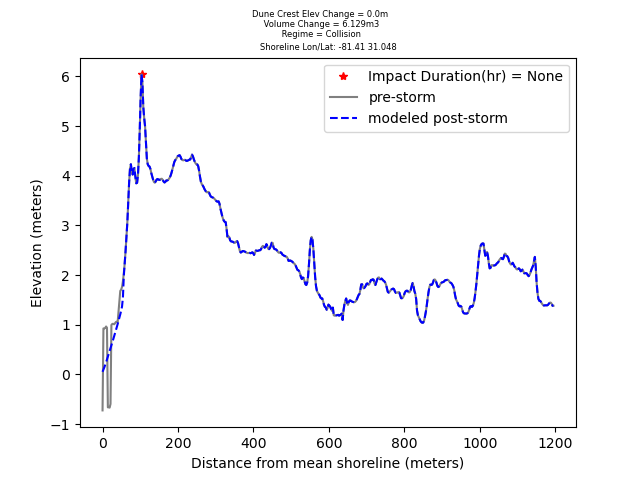 Dune Crest Elev Change = 0.0m
Volume Change = 6.129m3
Regime = Collision
Shoreline Lon/Lat: -81.41 31.048
Impact Duration(hr) = None
pre-storm
modeled post-storm
Elevation (meters)
6
5
4
3
2
1
0
−1
0 200 400 600 800 1000 1200
Distance from mean shoreline (meters)